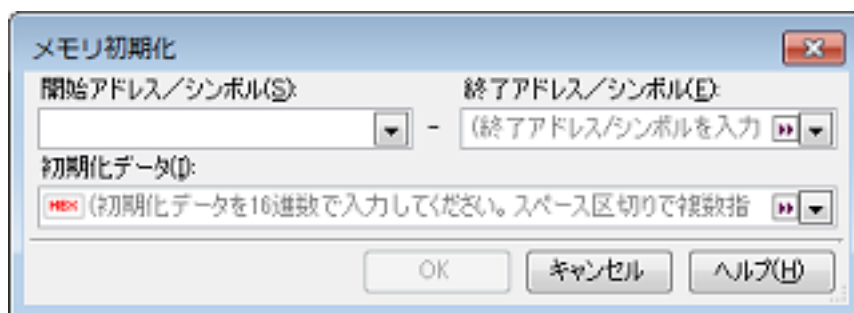 メモリ初期化
開始アドレス／シンボル(S): 終了アドレス／シンボル(E):
- (終了アドレス/シンボルを入力
初期化データ(I):
HEX (初期化データを16進数で入力してください。スペース区切りで複数指
OK キャンセル ヘルプ(H)